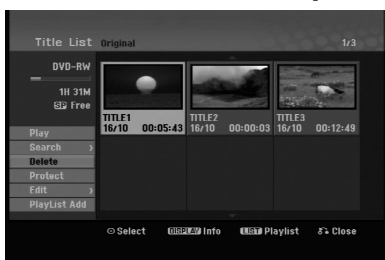 Title List Original 1/3
DVD-RW
1H 31M
SP Free
TITLE1 TITLE2 TITLE3
16/10 00:05:43 16/10 00:00:03 16/10 00:12:49
Play
Search
Delete
Protect
Edit
PlayList Add
Select DISPLAY Info LIST Playlist Close